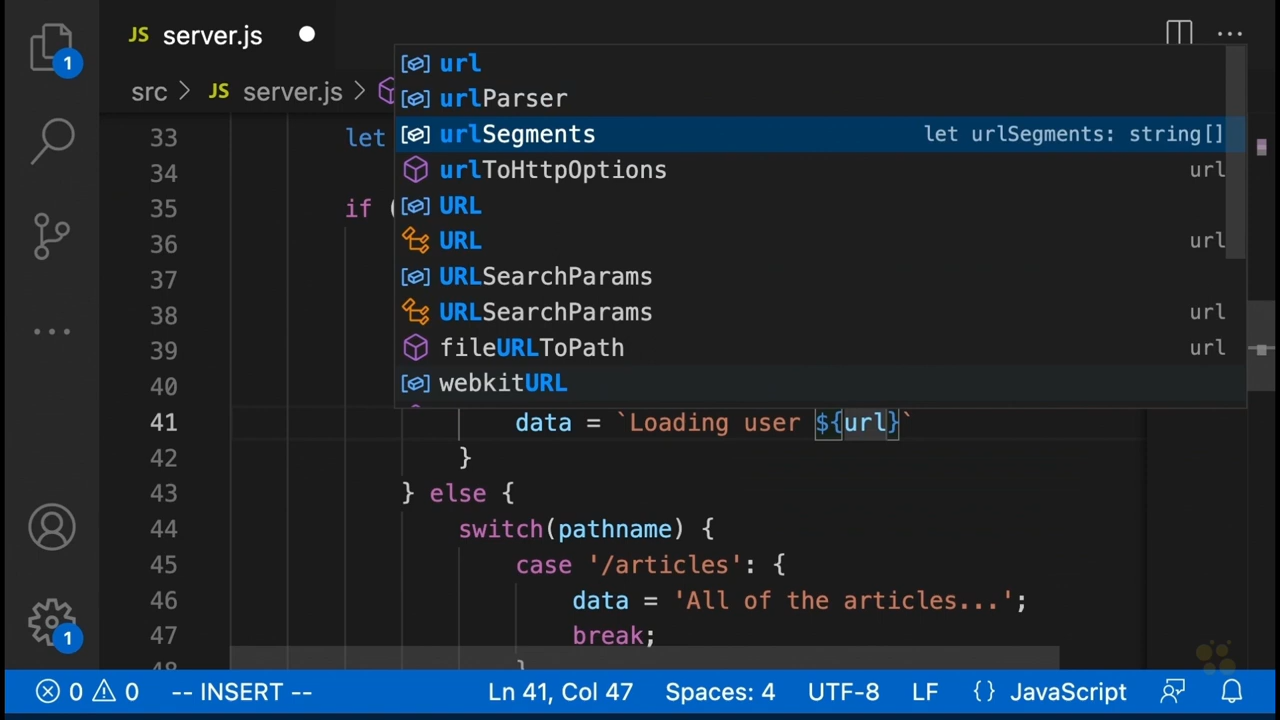 1
JS server.js
src > JS server.js >
url
urlParser
urlSegments let urlSegments: string[]
urlToHttpOptions url
URL
URL url
URLSearchParams
URLSearchParams url
fileURLToPath url
webkitURL
33 let
34
35 if (
36
37
38
39
40
41 data = `Loading user ${url}`
42 }
43 } else {
44 switch(pathname) {
45 case '/articles': {
46 data = 'All of the articles...';
47 break;
48 }
1
0 0 -- INSERT -- Ln 41, Col 47 Spaces: 4 UTF-8 LF {} JavaScript